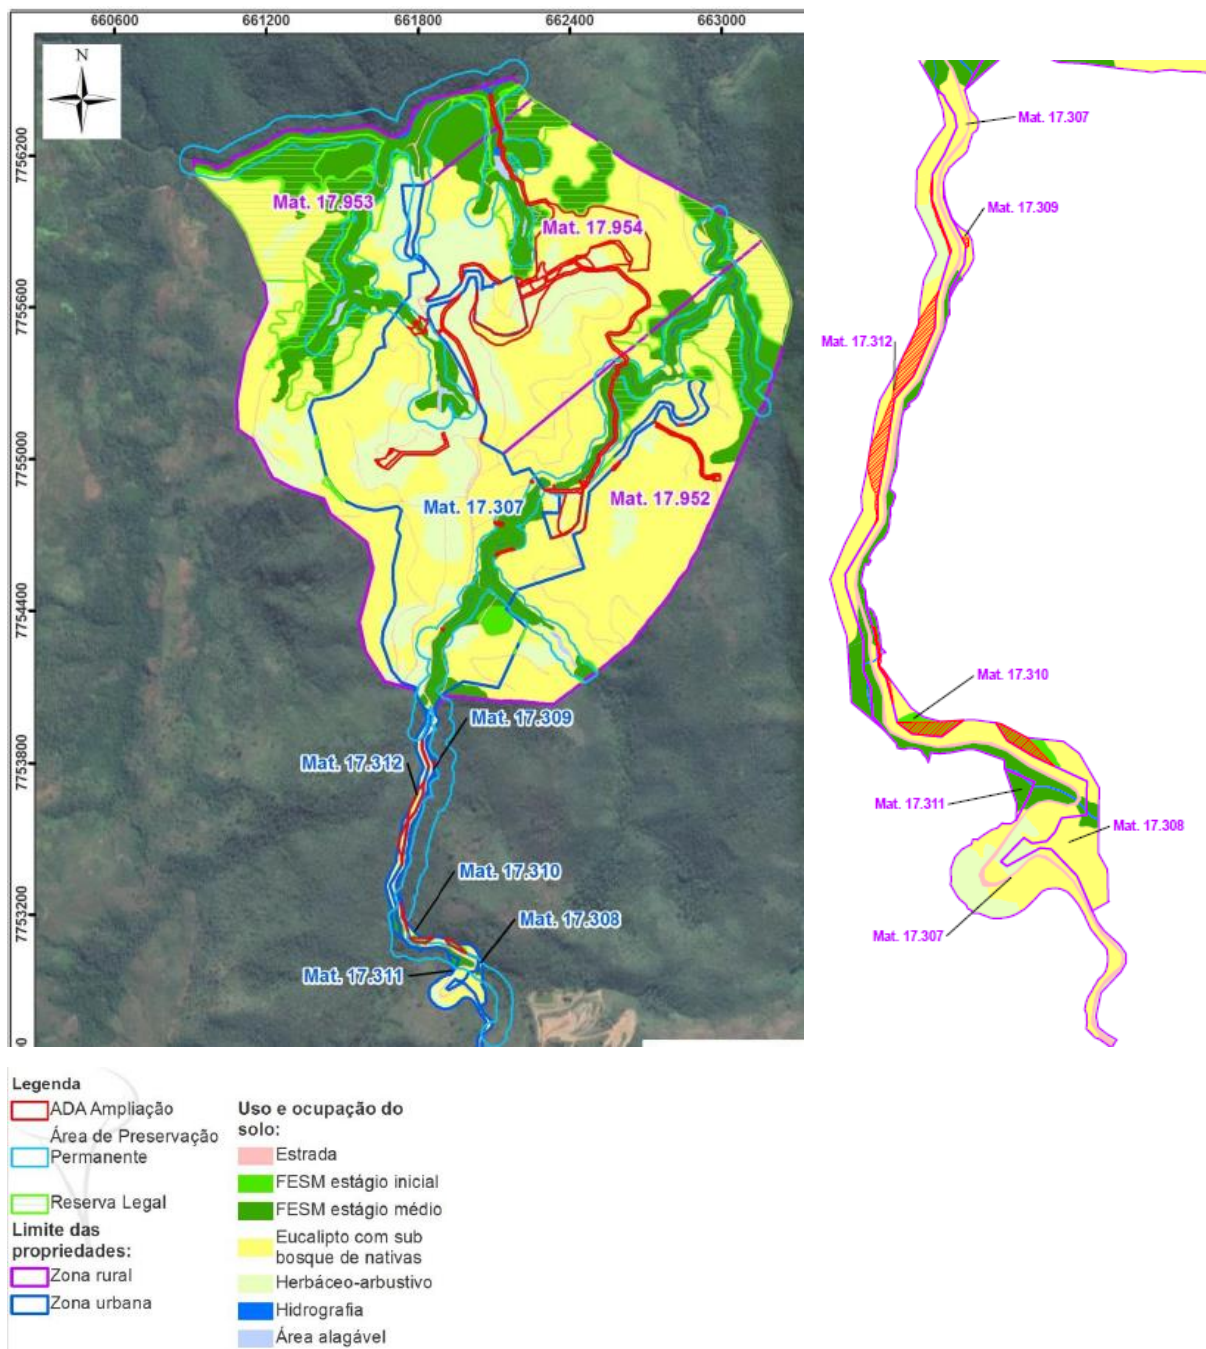 660600 661200 661800 662400 663000
N
7756200
7755600
7755000
7754400
7753800
7753200
0
Mat. 17.953
Mat. 17.954
Mat. 17.307
Mat. 17.952
Mat. 17.309
Mat. 17.312
Mat. 17.310
Mat. 17.308
Mat. 17.311
Mat. 17.307
Mat. 17.309
Mat. 17.312
Mat. 17.310
Mat. 17.311
Mat. 17.308
Mat. 17.307
Legenda
ADA Ampliação
Área de Preservação
Permanente
Reserva Legal
Limite das
propriedades:
Zona rural
Zona urbana
Uso e ocupação do
solo:
Estrada
FESM estágio inicial
FESM estágio médio
Eucalipto com sub
bosque de nativas
Herbáceo-arbustivo
Hidrografia
Área alagável